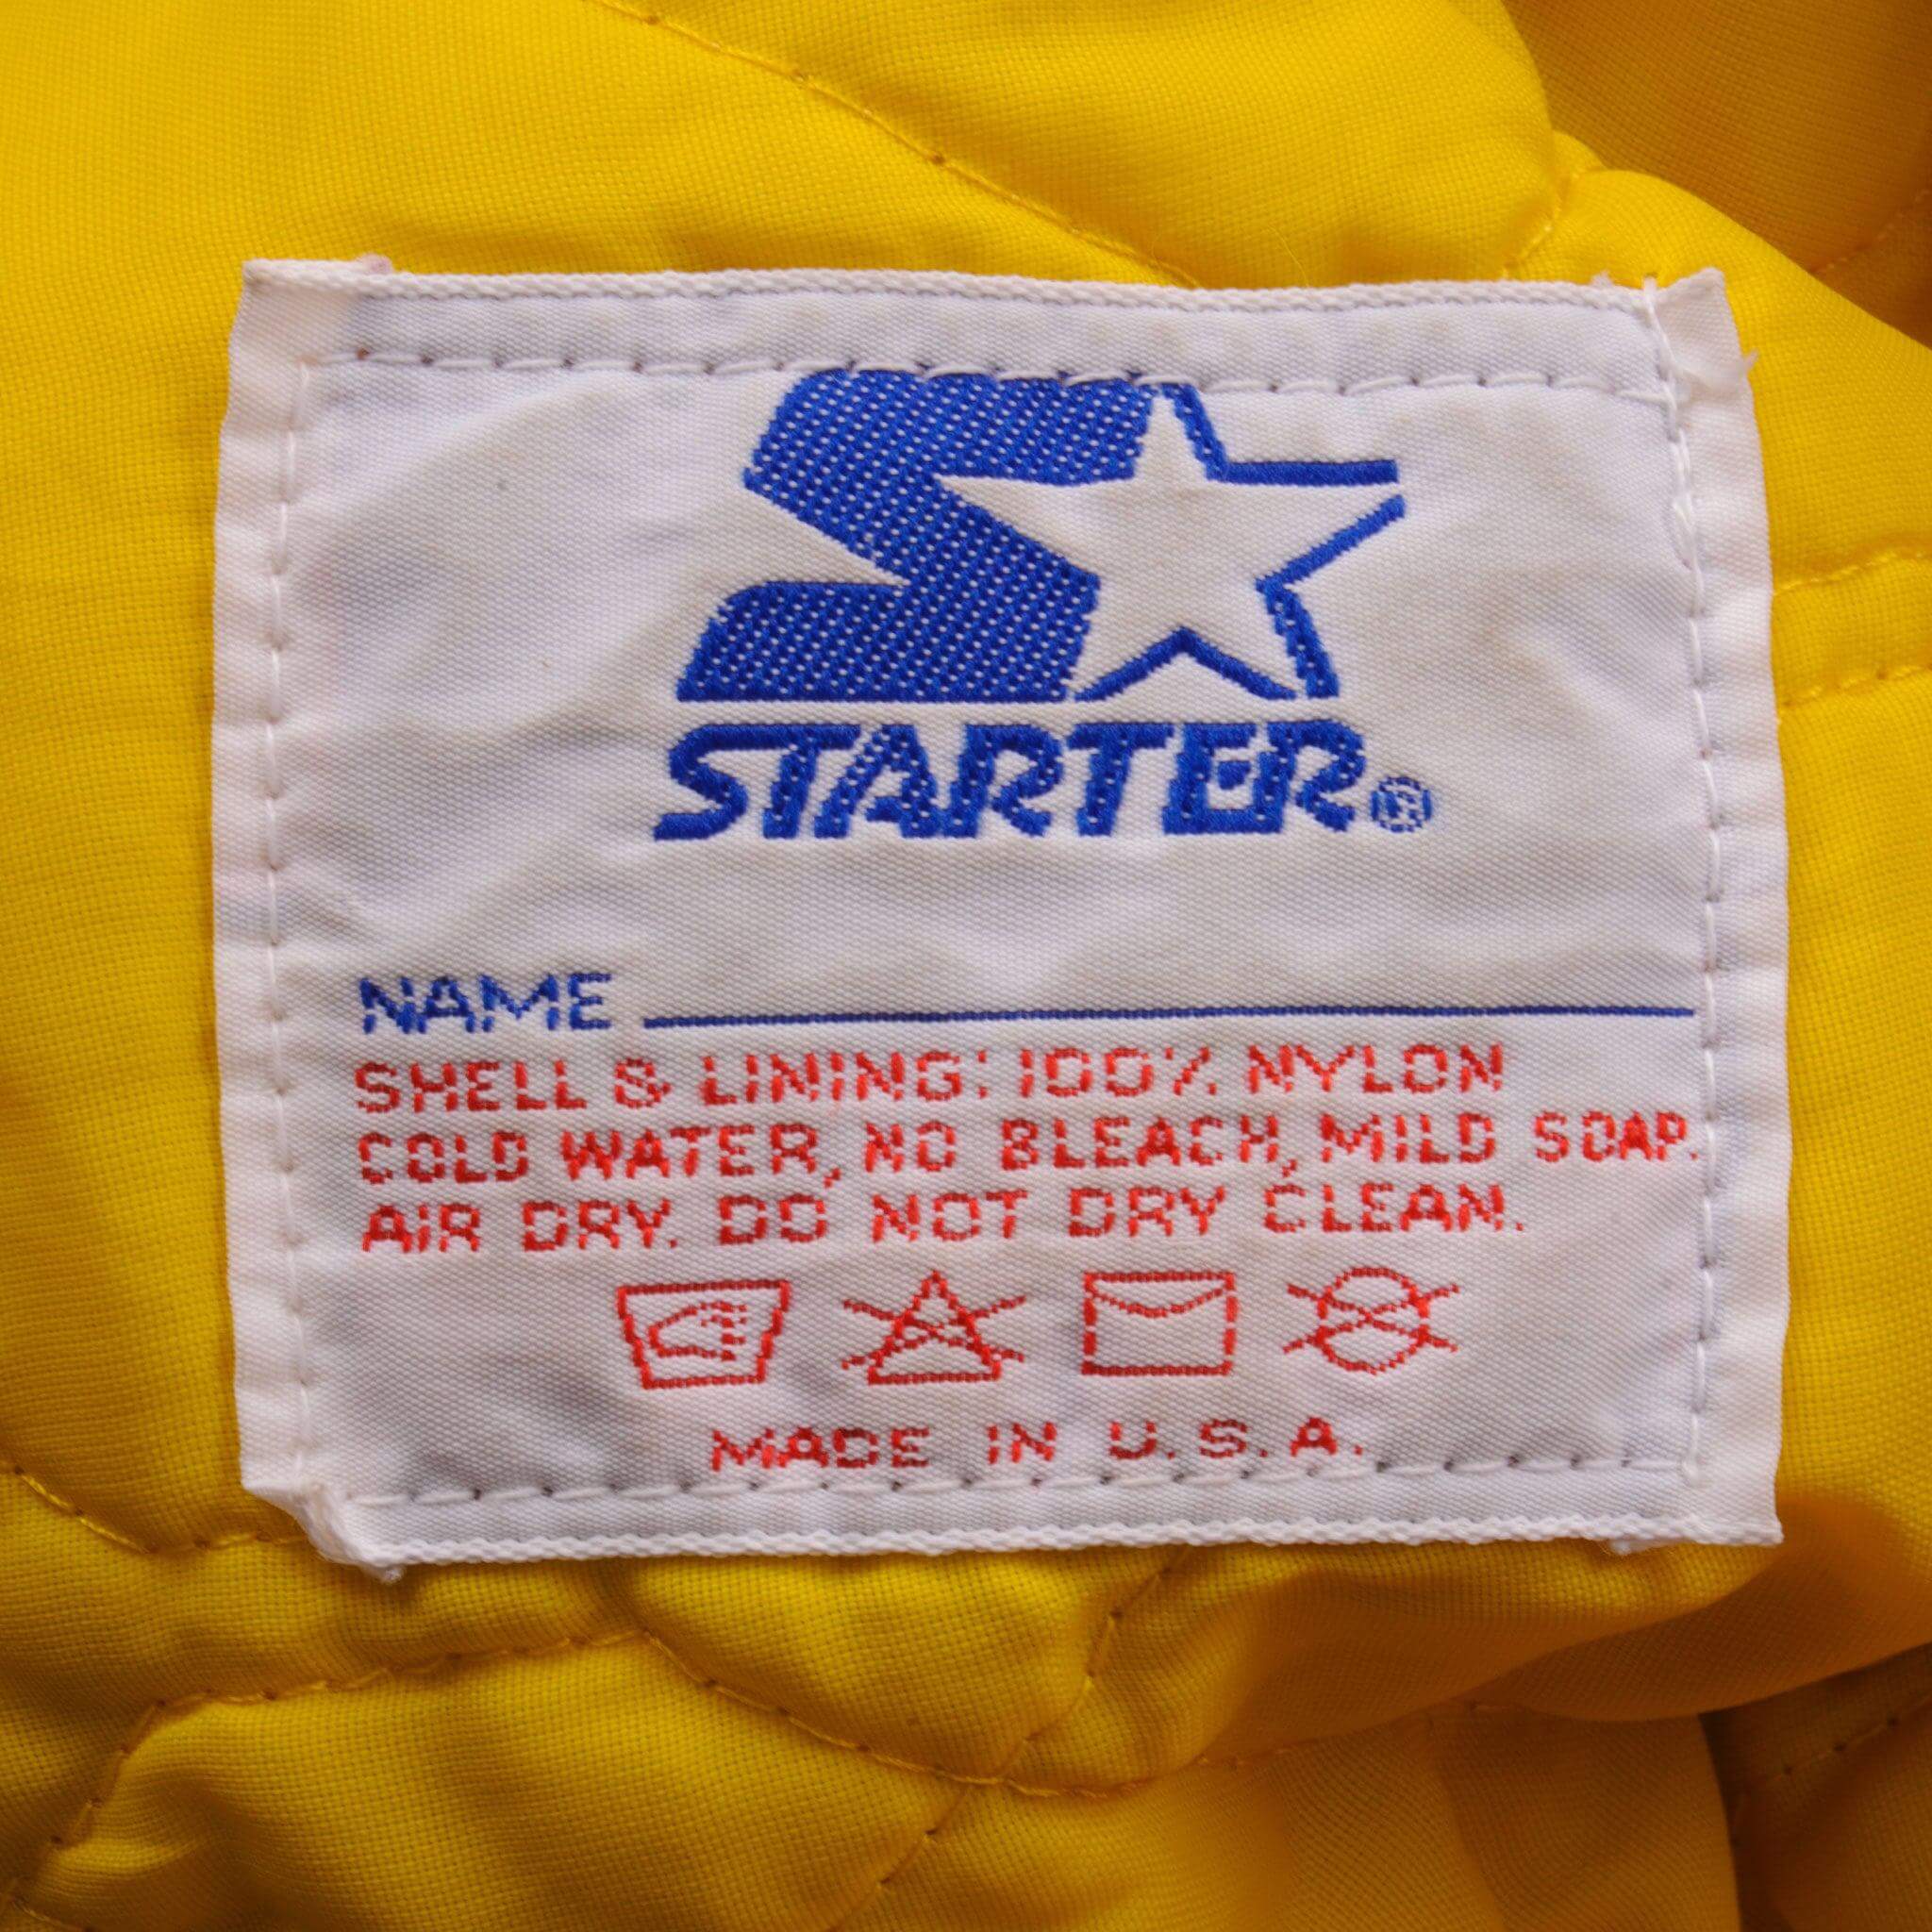 STARTER®
NAME
SHELL & LINING: 100% NYLON
COLD WATER, NO BLEACH, MILD SOAP.
AIR DRY. DO NOT DRY CLEAN.
MADE IN U.S.A.